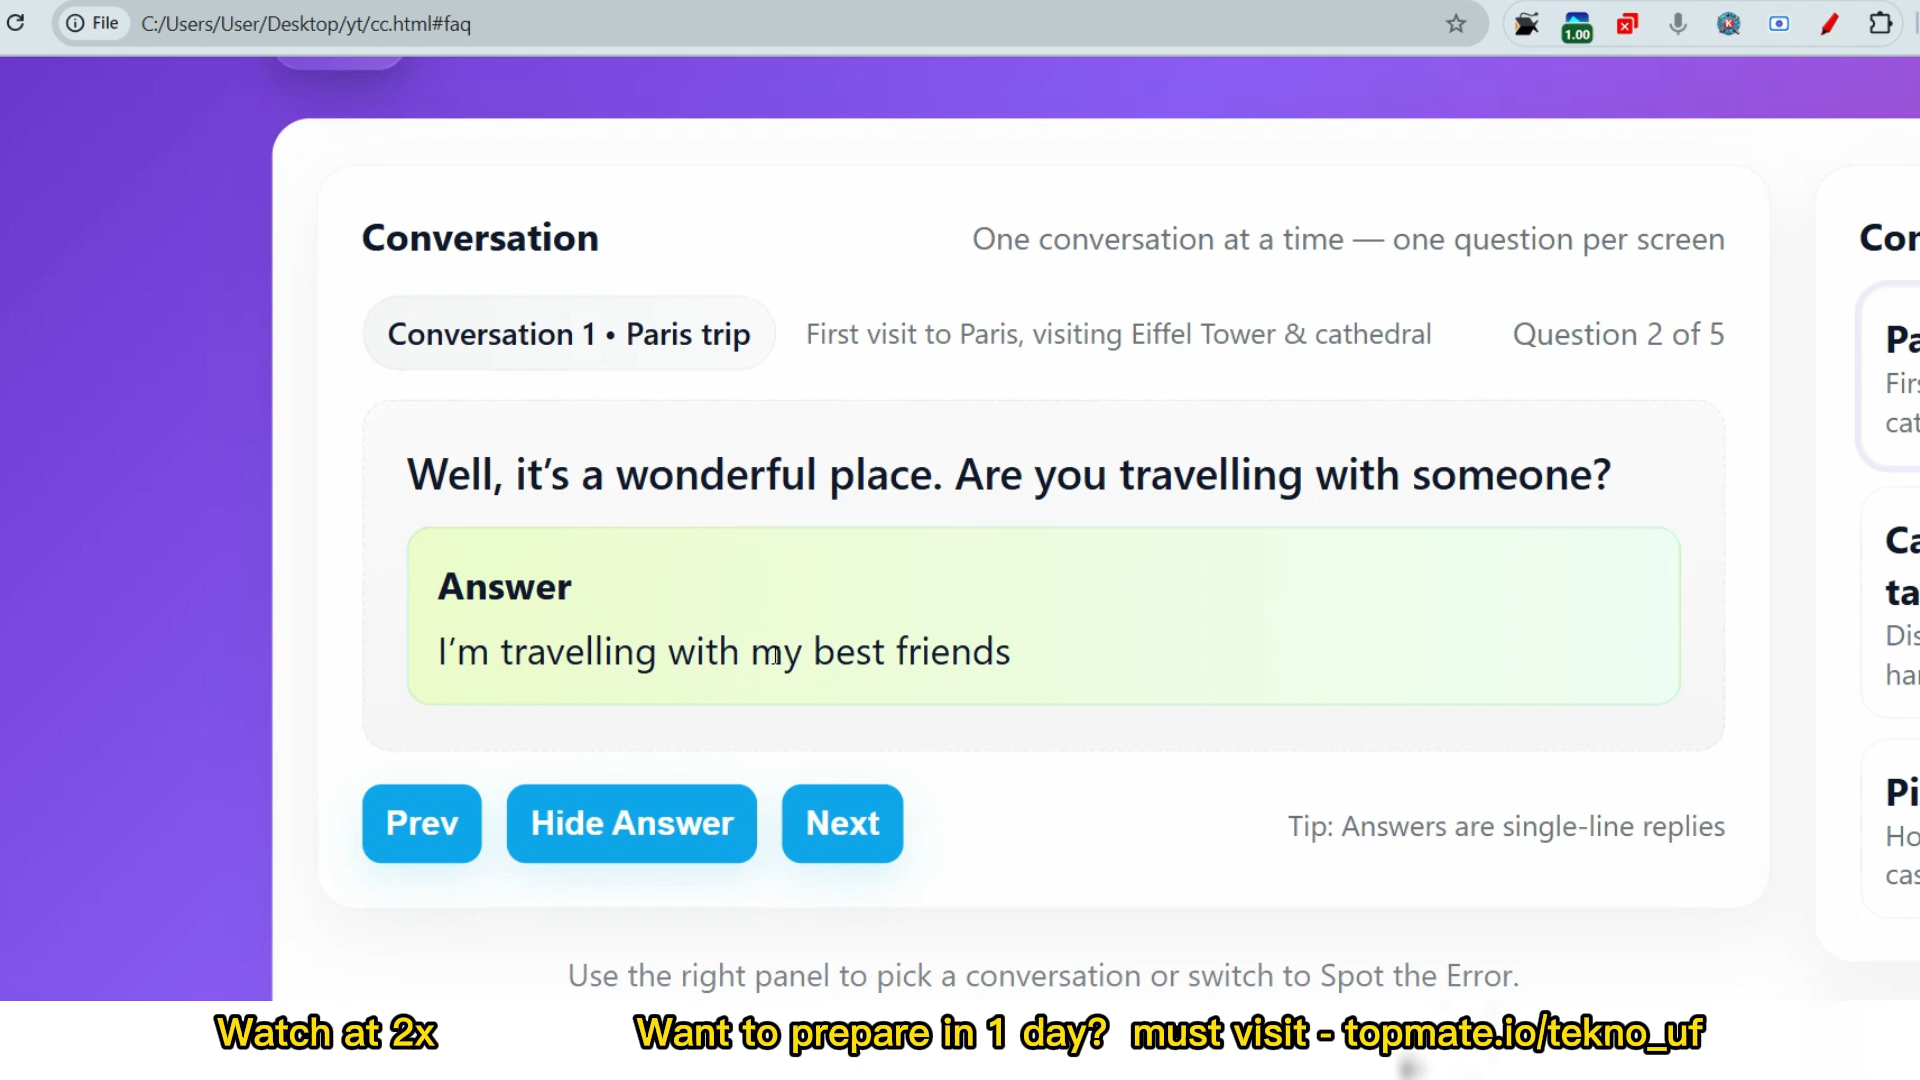 File C:/Users/User/Desktop/yt/cc.html#faq
1.00
Conversation
One conversation at a time — one question per screen
Conversation 1 • Paris trip
First visit to Paris, visiting Eiffel Tower & cathedral
Question 2 of 5
Well, it’s a wonderful place. Are you travelling with someone?
Answer
I’m travelling with my best friends
Prev
Hide Answer
Next
Tip: Answers are single-line replies
Use the right panel to pick a conversation or switch to Spot the Error.
Watch at 2x
Want to prepare in 1 day? must visit - topmate.io/tekno_uf